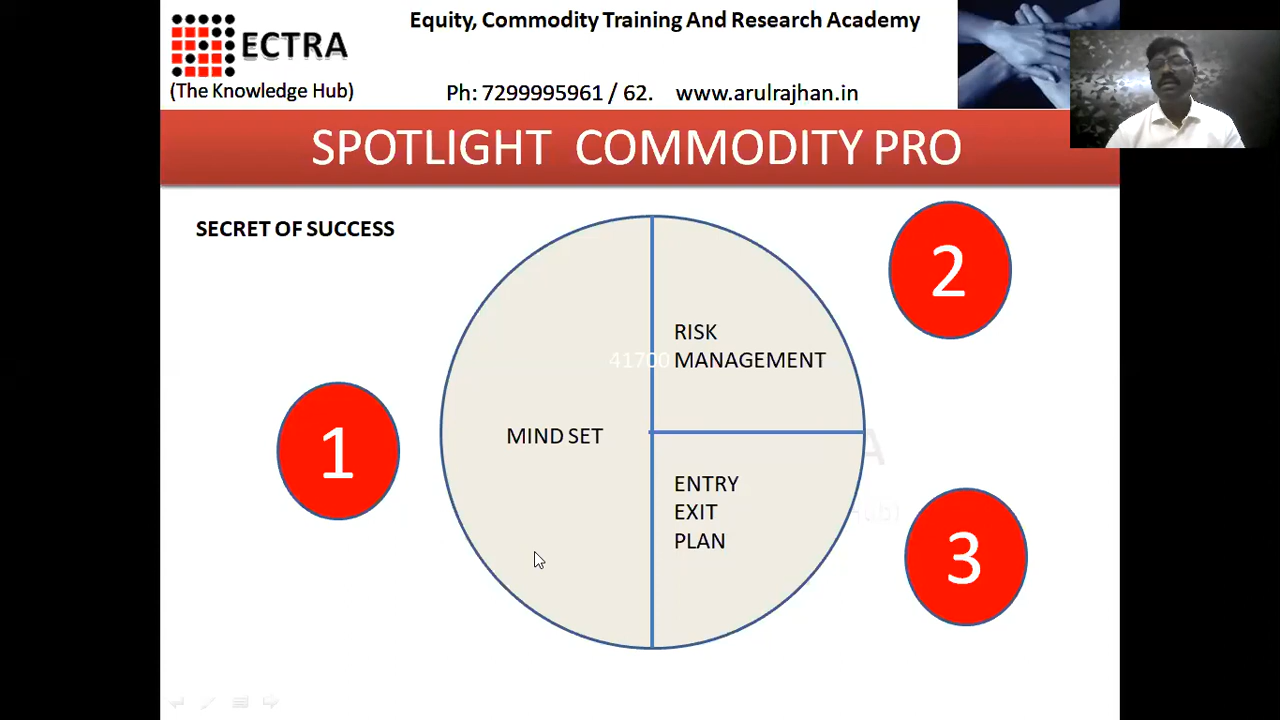 Equity, Commodity Training And Research Academy
ECTRA
(The Knowledge Hub)
Ph: 7299995961 / 62. www.arulrajhan.in
SPOTLIGHT COMMODITY PRO
SECRET OF SUCCESS
2
RISK
41700 MANAGEMENT
1
MIND SET
ENTRY
EXIT
PLAN
3